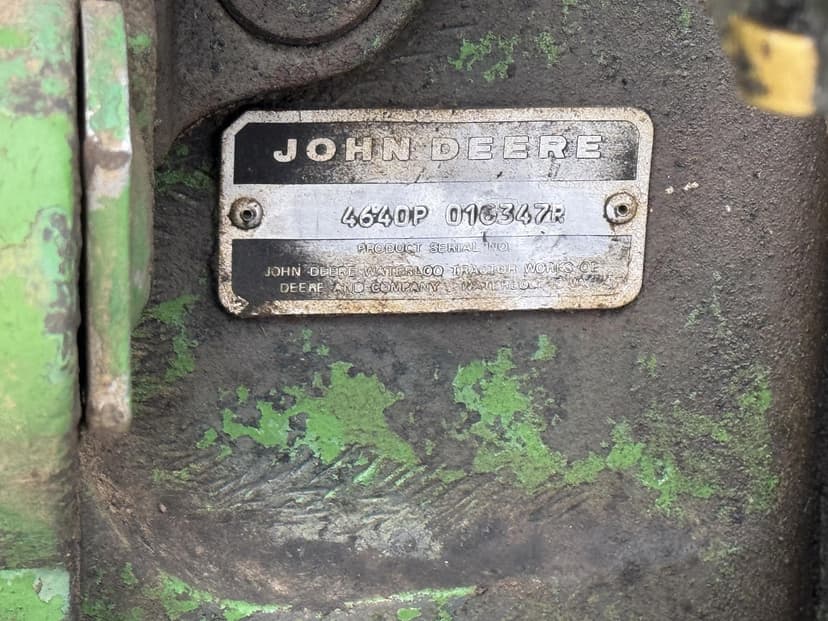 JOHN DEERE
4640P 016347R
PRODUCT SERIAL NO.
JOHN DEERE WATERLOO TRACTOR WORKS OF
DEERE AND COMPANY